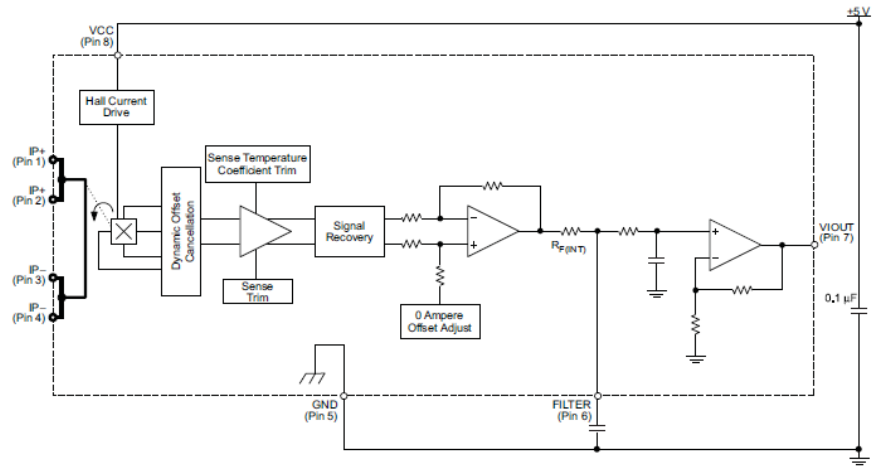 +5 V
VCC
(Pin 8)
Hall Current
Drive
IP+
(Pin 1)
IP+
(Pin 2)
IP−
(Pin 3)
IP−
(Pin 4)
Dynamic Offset
Cancellation
Sense Temperature
Coefficient Trim
Sense
Trim
Signal
Recovery
0 Ampere
Offset Adjust
−
+
RF(INT)
+
−
VIOUT
(Pin 7)
0.1 μF
GND
(Pin 5)
FILTER
(Pin 6)